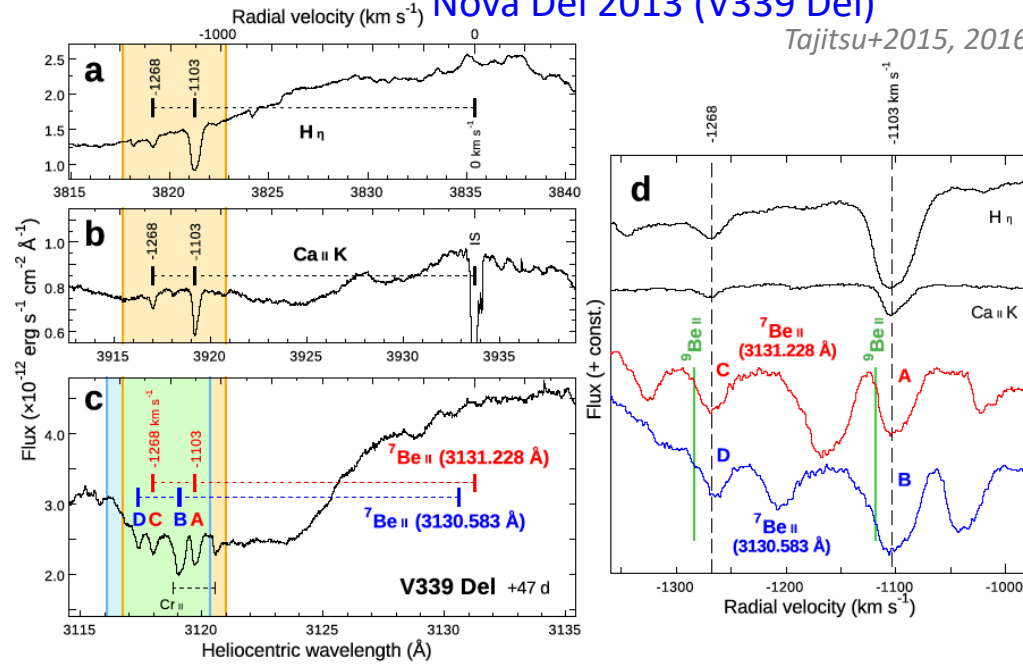 Nova Del 2013 (V339 Del)
Tajitsu+2015, 2016
Radial velocity (km s⁻¹)
-1000 0
a
2.5
2.0
1.5
1.0
-1268
-1103
H η
0 km s⁻¹
3815 3820 3825 3830 3835 3840
b
1.0
0.8
0.6
-1268
-1103
Ca II K
IS
3915 3920 3925 3930 3935
Flux (×10⁻¹² erg s⁻¹ cm⁻² Å⁻¹)
c
4.0
3.0
2.0
-1268 km s⁻¹
-1103
⁷Be II (3131.228 Å)
D C B A
⁷Be II (3130.583 Å)
Cr II
V339 Del +47 d
3115 3120 3125 3130 3135
Heliocentric wavelength (Å)
-1268
-1103 km s⁻¹
d
H η
Ca II K
⁹Be II
⁷Be II
(3131.228 Å)
⁹Be II
C
A
D
B
⁷Be II
(3130.583 Å)
Flux (+ const.)
-1300 -1200 -1100 -1000
Radial velocity (km s⁻¹)